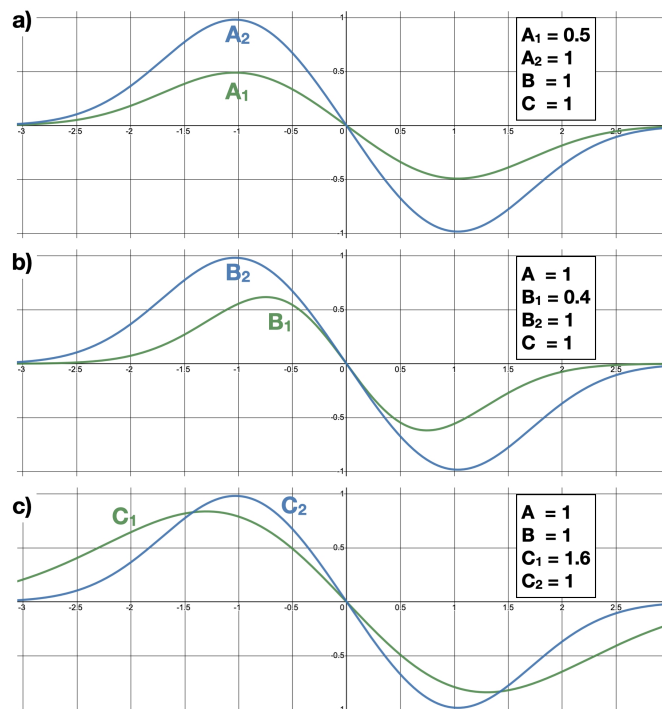 a)
1
A₂
A₁ = 0.5
A₂ = 1
B = 1
C = 1
0.5
A₁
-3 -2.5 -2 -1.5 -1 -0.5 0 0.5 1 1.5 2 2.5
-0.5
-1
b)
1
B₂
A = 1
B₁ = 0.4
B₂ = 1
C = 1
0.5
B₁
-3 -2.5 -2 -1.5 -1 -0.5 0 0.5 1 1.5 2 2.5
-0.5
-1
c)
1
C₁
C₂
A = 1
B = 1
C₁ = 1.6
C₂ = 1
0.5
-3 -2.5 -2 -1.5 -1 -0.5 0 0.5 1 1.5 2 2.5
-0.5
-1